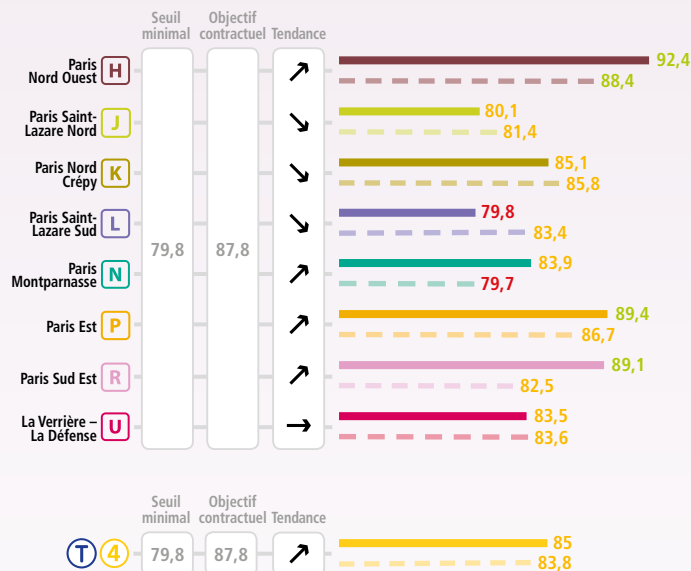 Seuil minimal
Objectif contractuel
Tendance
Paris
Nord Ouest
H
92,4
88,4
Paris Saint-
Lazare Nord
J
80,1
81,4
Paris Nord
Crépy
K
85,1
85,8
Paris Saint-
Lazare Sud
L
79,8
83,4
79,8
87,8
Paris
Montparnasse
N
83,9
79,7
Paris Est
P
89,4
86,7
Paris Sud Est
R
89,1
82,5
La Verrière –
La Défense
U
83,5
83,6
Seuil minimal
Objectif contractuel
Tendance
T 4
79,8
87,8
85
83,8